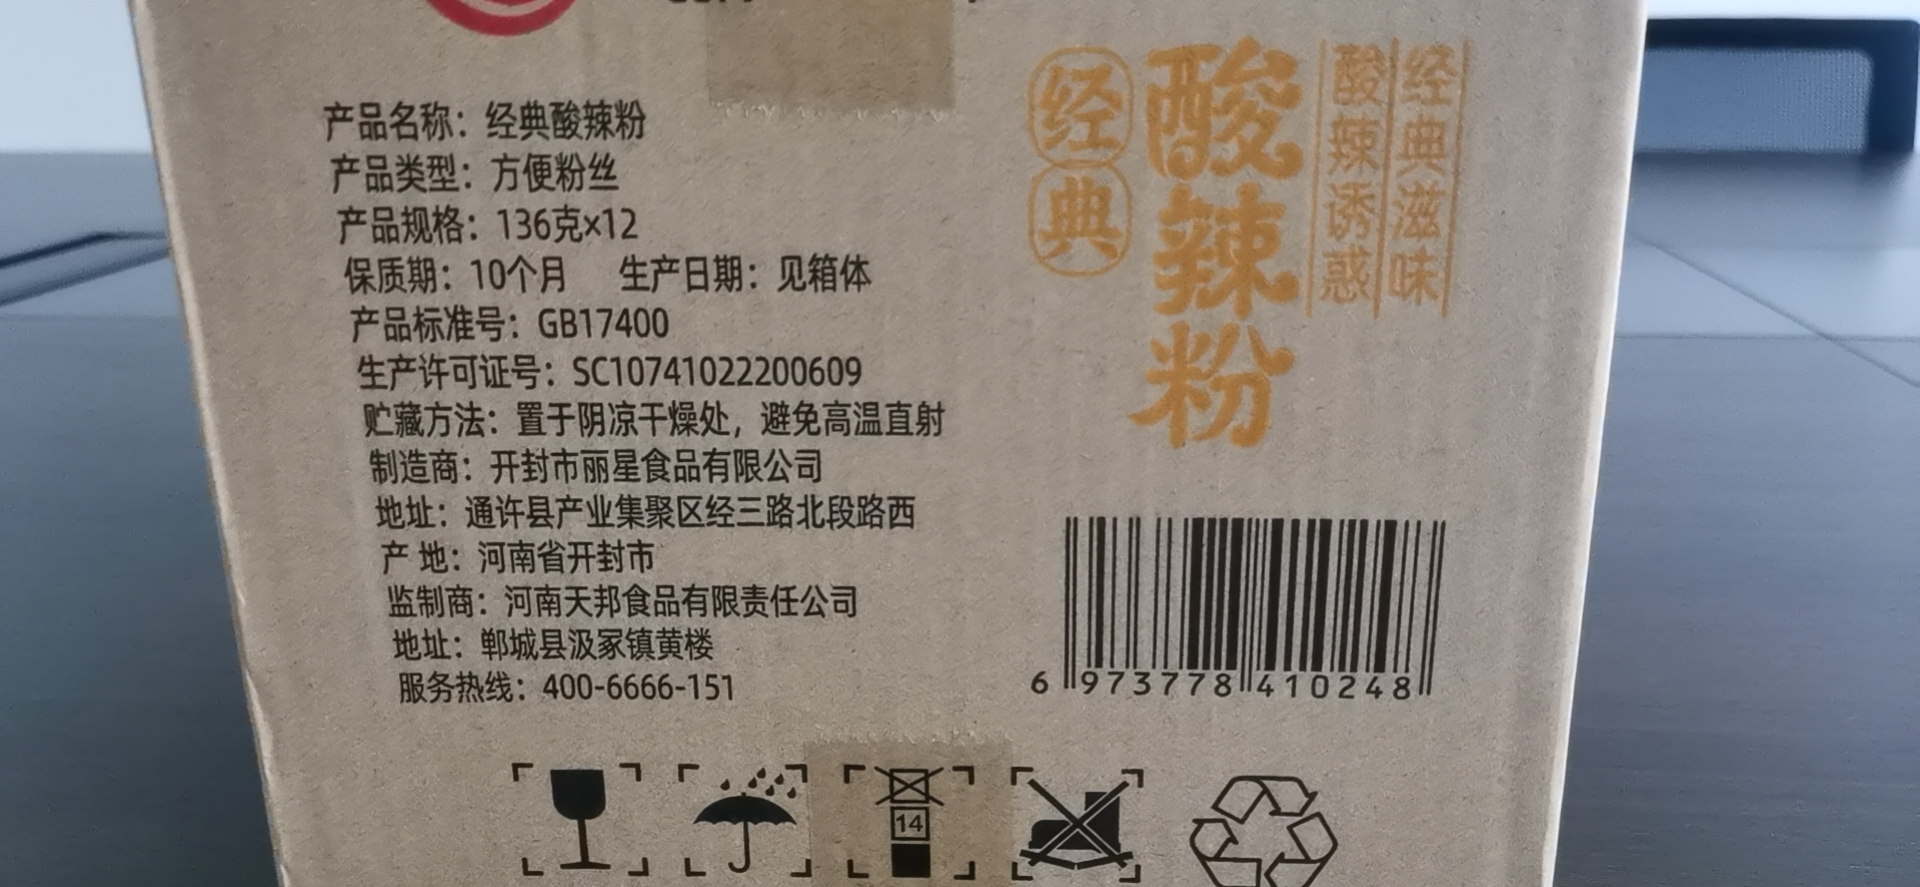 产品名称：经典酸辣粉
产品类型：方便粉丝
产品规格：136克×12
保质期：10个月 生产日期：见箱体
产品标准号：GB17400
生产许可证号：SC10741022200609
贮藏方法：置于阴凉干燥处，避免高温直射
制造商：开封市丽星食品有限公司
地址：通许县产业集聚区经三路北段路西
产 地：河南省开封市
监制商：河南天邦食品有限责任公司
地址：郸城县汲冢镇黄楼
服务热线：400-6666-151
经典
酸辣粉
经典滋味
酸辣诱惑
6 973778 410248
14